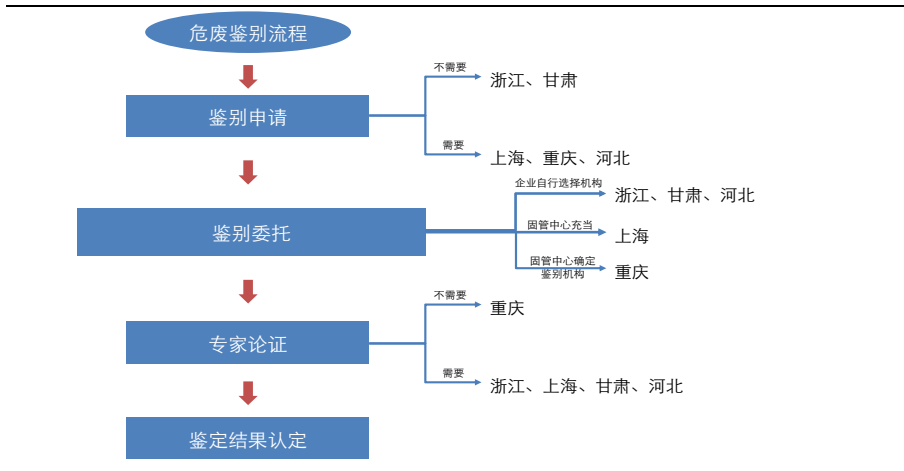 危废鉴别流程
不需要
浙江、甘肃
鉴别申请
需要
上海、重庆、河北
企业自行选择机构
浙江、甘肃、河北
鉴别委托
固管中心充当
上海
固管中心确定
鉴别机构
重庆
不需要
重庆
专家论证
需要
浙江、上海、甘肃、河北
鉴定结果认定